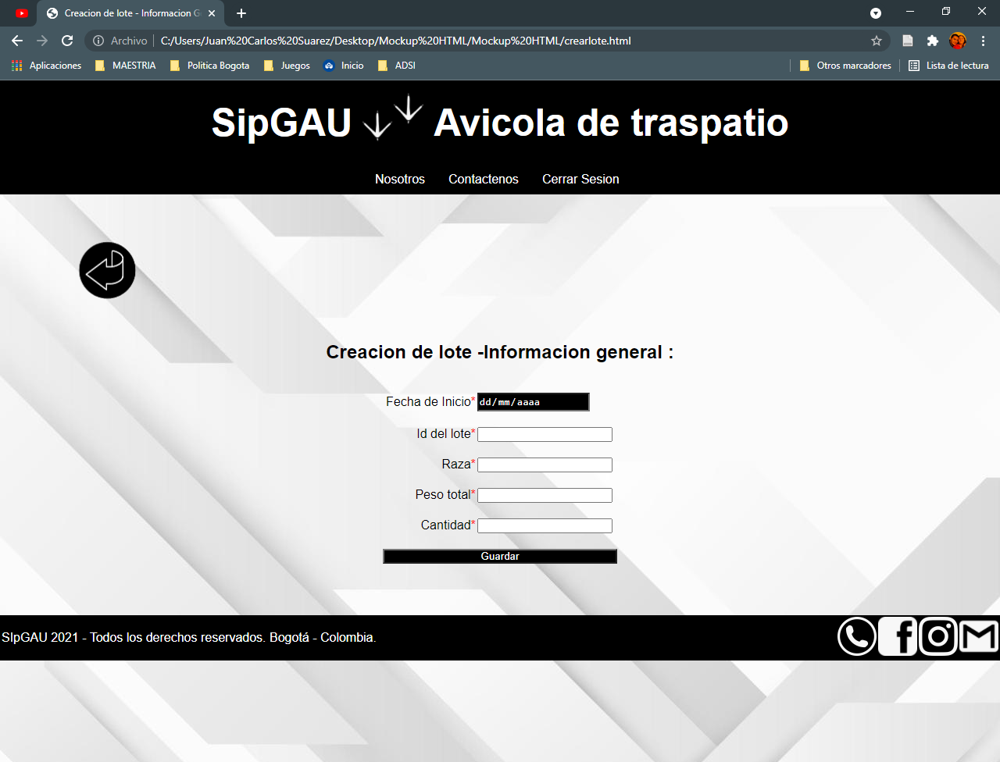 Creacion de lote - Informacion G
Archivo
C:/Users/Juan%20Carlos%20Suarez/Desktop/Mockup%20HTML/Mockup%20HTML/crearlote.html
Aplicaciones MAESTRIA Politica Bogota Juegos Inicio ADSI Otros marcadores Lista de lectura
SipGAU Avicola de traspatio
Nosotros Contactenos Cerrar Sesion
Creacion de lote -Informacion general :
Fecha de Inicio* dd/mm/aaaa
Id del lote*
Raza*
Peso total*
Cantidad*
Guardar
SIpGAU 2021 - Todos los derechos reservados. Bogotá - Colombia.